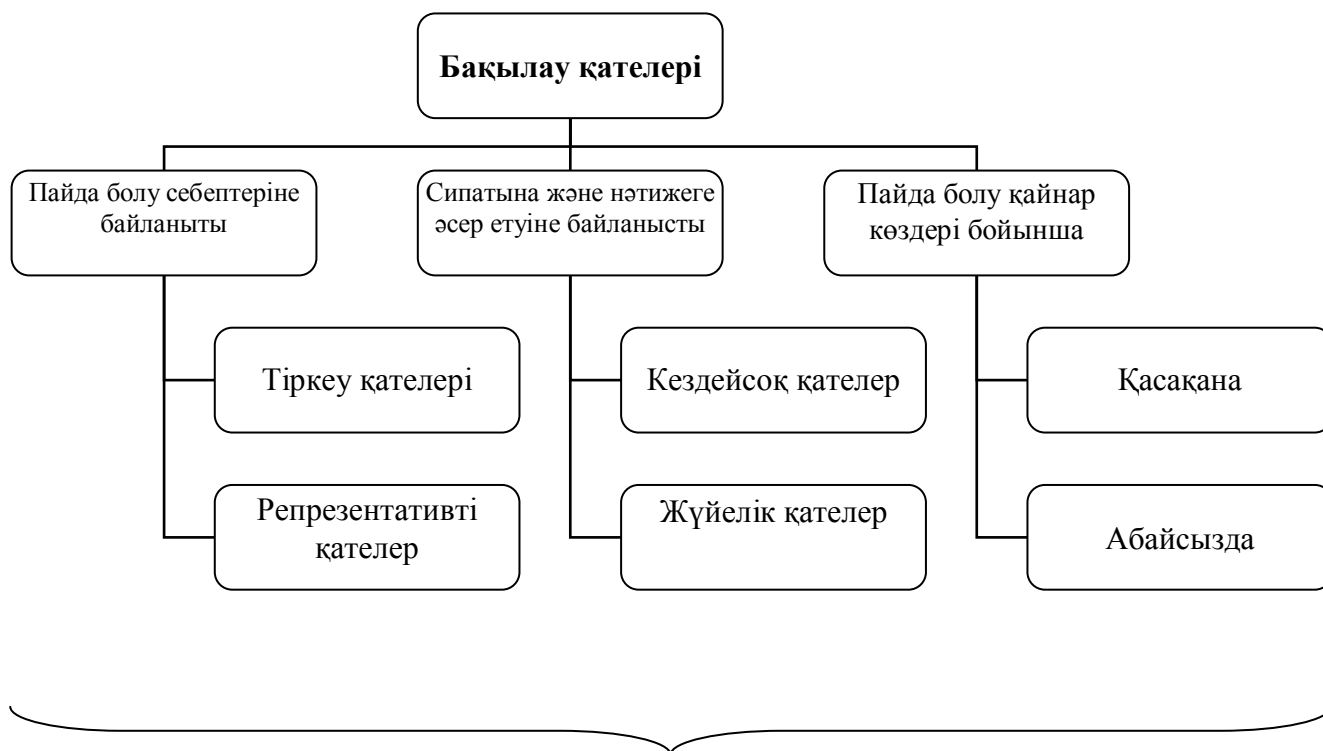 Бақылау қателері
Пайда болу себептеріне
байланыты
Сипатына және нәтижеге
әсер етуіне байланысты
Пайда болу қайнар
көздері бойынша
Тіркеу қателері
Кездейсоқ қателер
Қасақана
Репрезентативті
қателер
Жүйелік қателер
Абайсызда